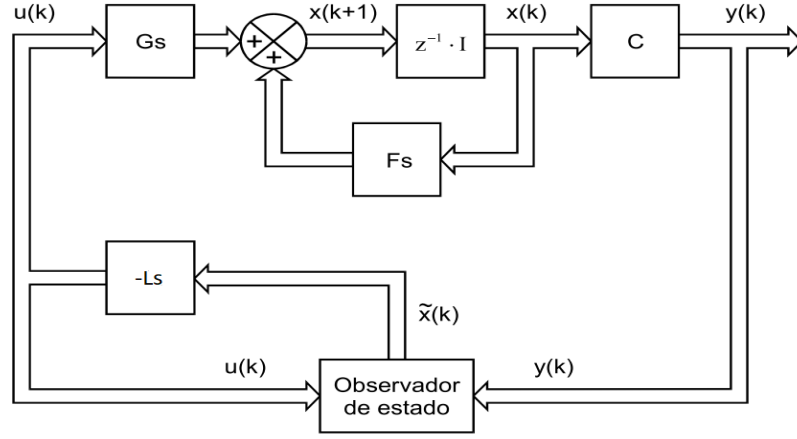 u(k)
x(k+1)
x(k)
y(k)
Gs
+
+
z⁻¹ · I
C
Fs
-Ls
x̃(k)
u(k)
y(k)
Observador
de estado